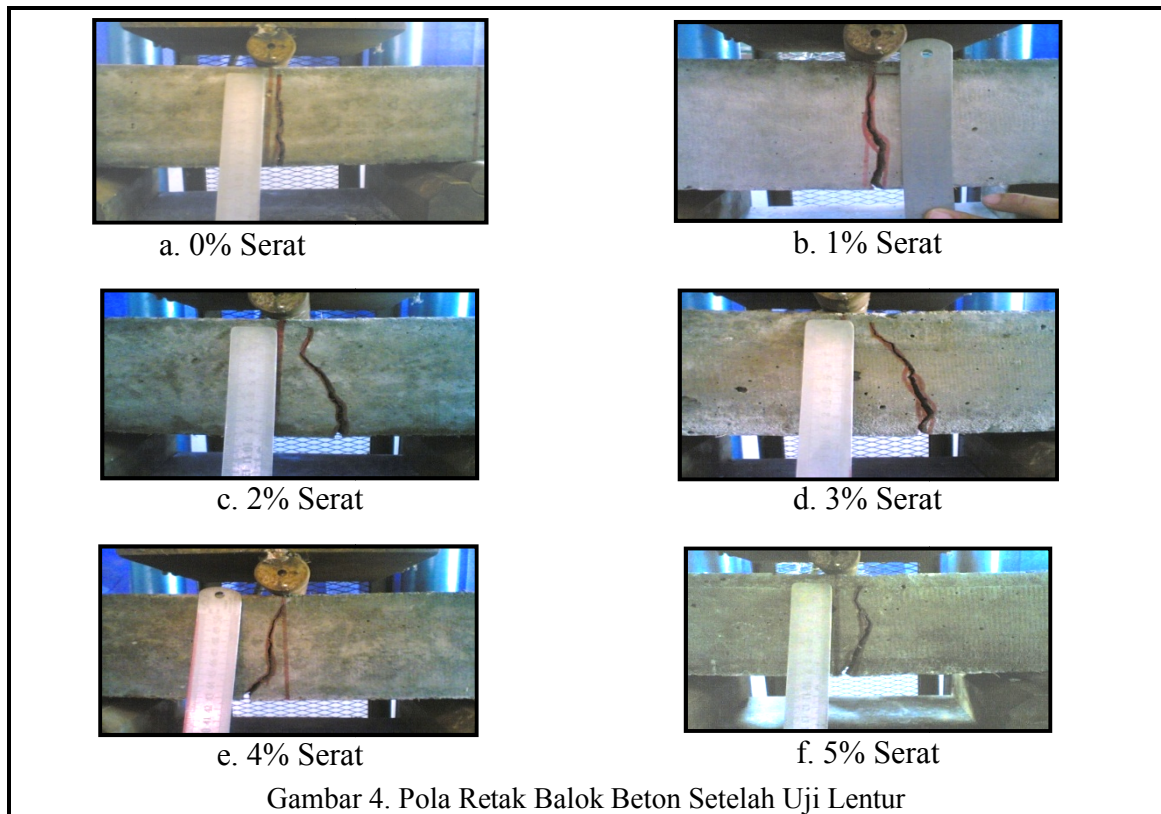 a. 0% Serat
b. 1% Serat
c. 2% Serat
d. 3% Serat
e. 4% Serat
f. 5% Serat
Gambar 4. Pola Retak Balok Beton Setelah Uji Lentur